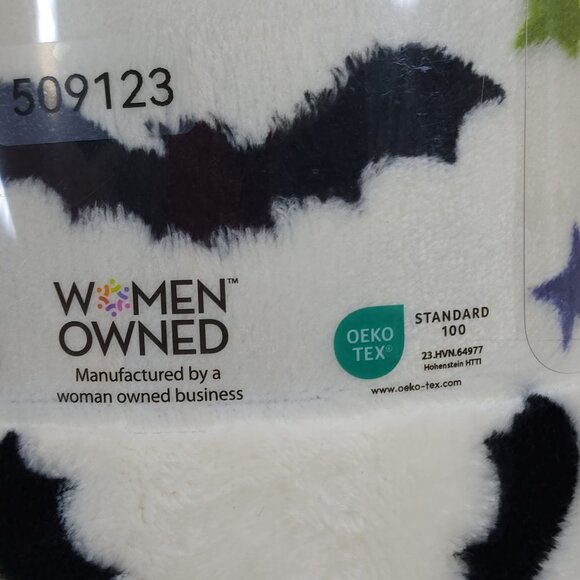 509123
WOMEN™
OWNED
Manufactured by a
woman owned business
OEKO
TEX®
STANDARD
100
23.HVN.64977
Hohenstein HTTI
www.oeko-tex.com